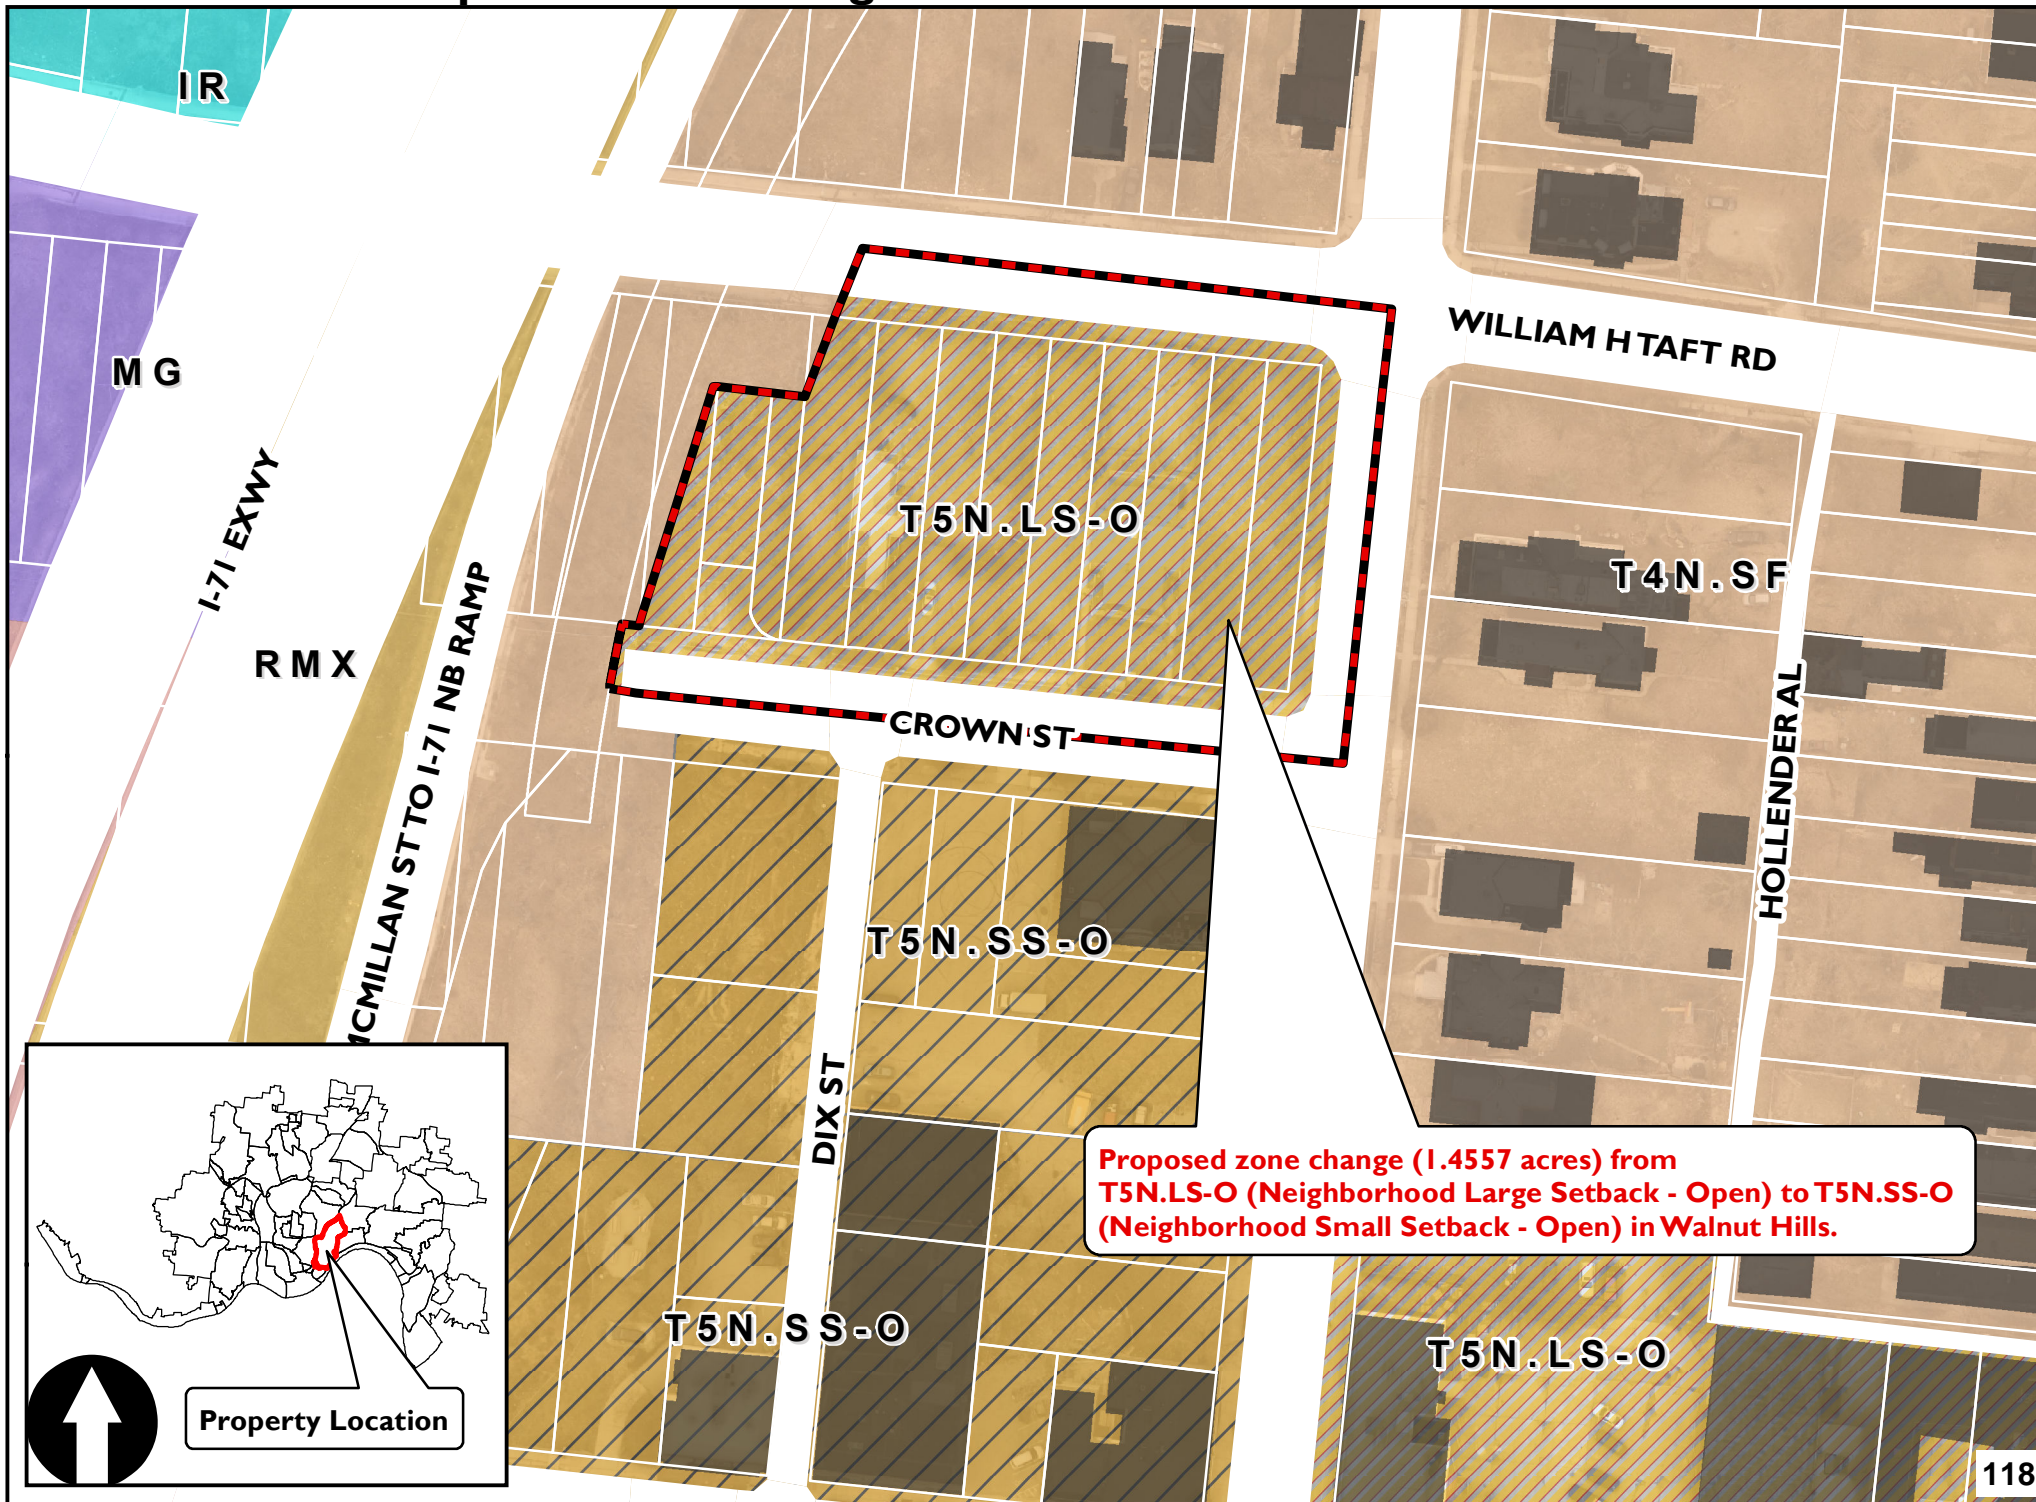 IR
WILLIAM H TAFT RD
MG
I-71 EXWY
T5N.LS-O
T4N.SF
RMX
MCMILLAN ST TO I-71 NB RAMP
CROWN ST
HOLLENDERAL
T5N.SS-O
DIX ST
Proposed zone change (1.4557 acres) from
T5N.LS-O (Neighborhood Large Setback - Open) to T5N.SS-O
(Neighborhood Small Setback - Open) in Walnut Hills.
T5N.SS-O
T5N.LS-O
Property Location
118